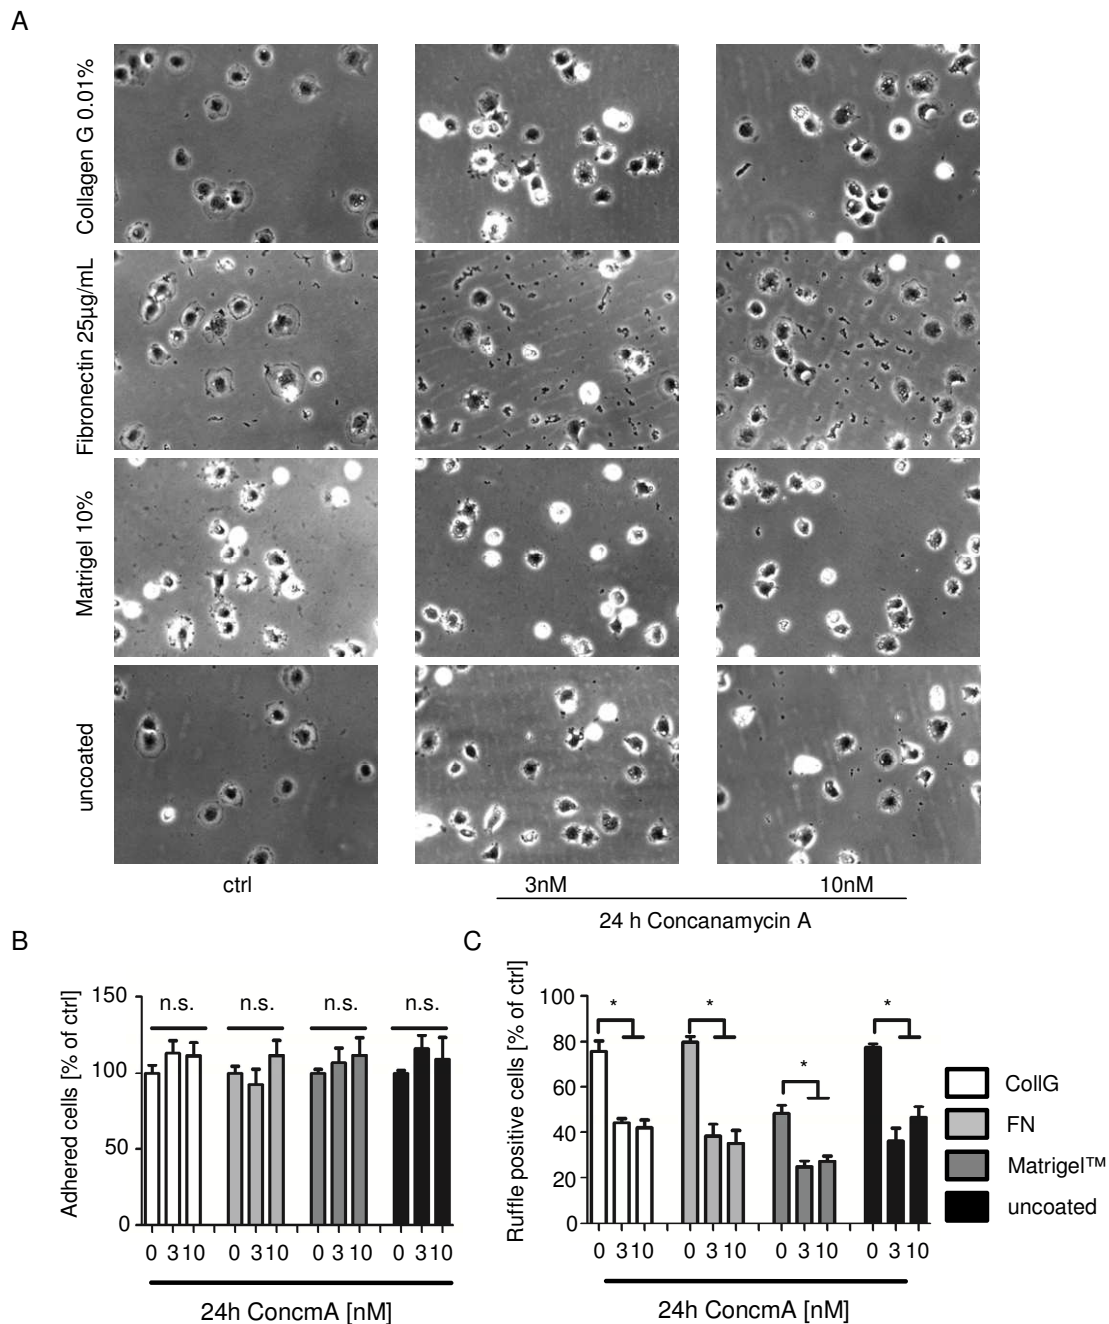 A
Collagen G 0.01%
Fibronectin 25µg/mL
Matrigel 10%
uncoated
ctrl
3nM
10nM
24 h Concanamycin A
B
Adhered cells [% of ctrl]
150
100
50
0
n.s.
n.s.
n.s.
n.s.
0 3 10 0 3 10 0 3 10 0 3 10
24h ConcmA [nM]
C
Ruffle positive cells [% of ctrl]
100
80
60
40
20
0
*
*
*
*
0 3 10 0 3 10 0 3 10 0 3 10
24h ConcmA [nM]
CollG
FN
Matrigel™
uncoated